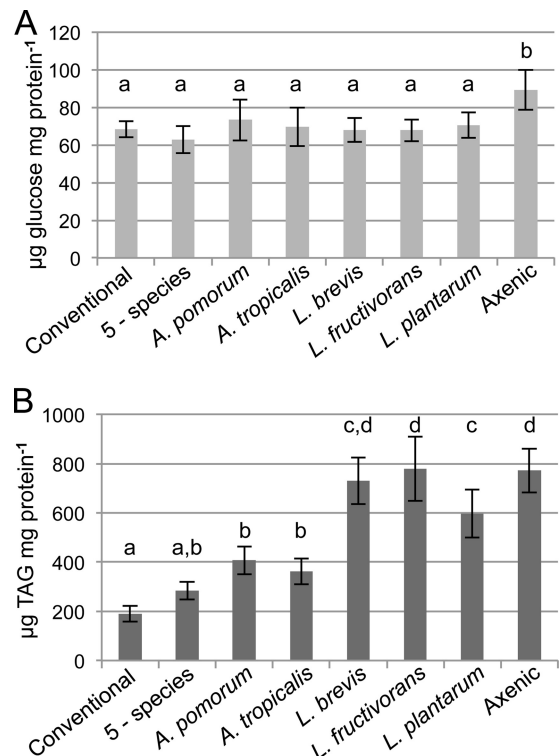 A
µg glucose mg protein-1
120
100
80
60
40
20
0
a a a a a a a b
Conventional
5 - species
A. pomorum
A. tropicalis
L. brevis
L. fructivorans
L. plantarum
Axenic
B
µg TAG mg protein-1
1000
800
600
400
200
0
a a,b b b c,d d c d
Conventional
5 - species
A. pomorum
A. tropicalis
L. brevis
L. fructivorans
L. plantarum
Axenic